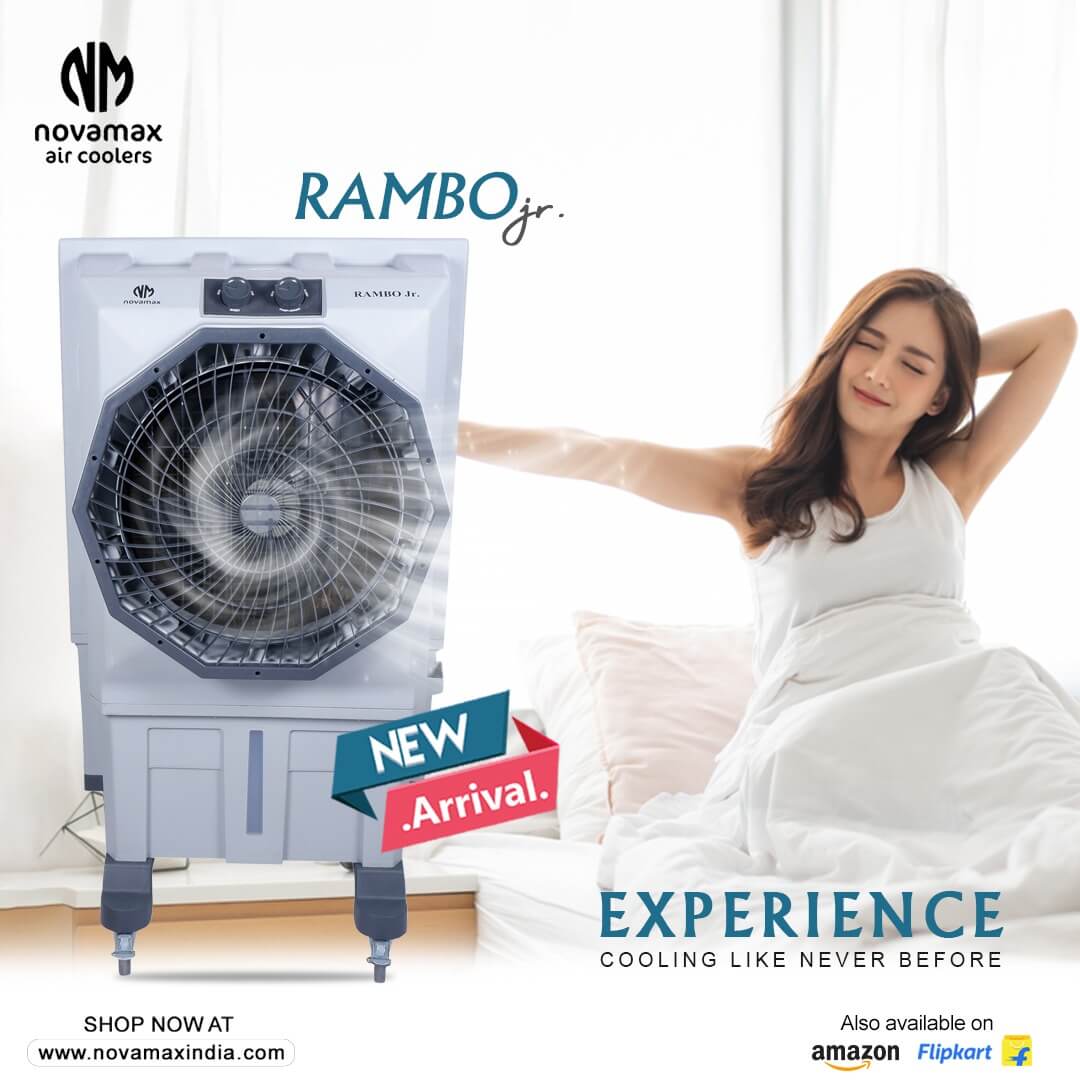 NM
novamax
air coolers
RAMBO jr.
NM
novamax
RAMBO Jr.
NEW
.Arrival.
EXPERIENCE
COOLING LIKE NEVER BEFORE
SHOP NOW AT
www.novamaxindia.com
Also available on
amazon Flipkart